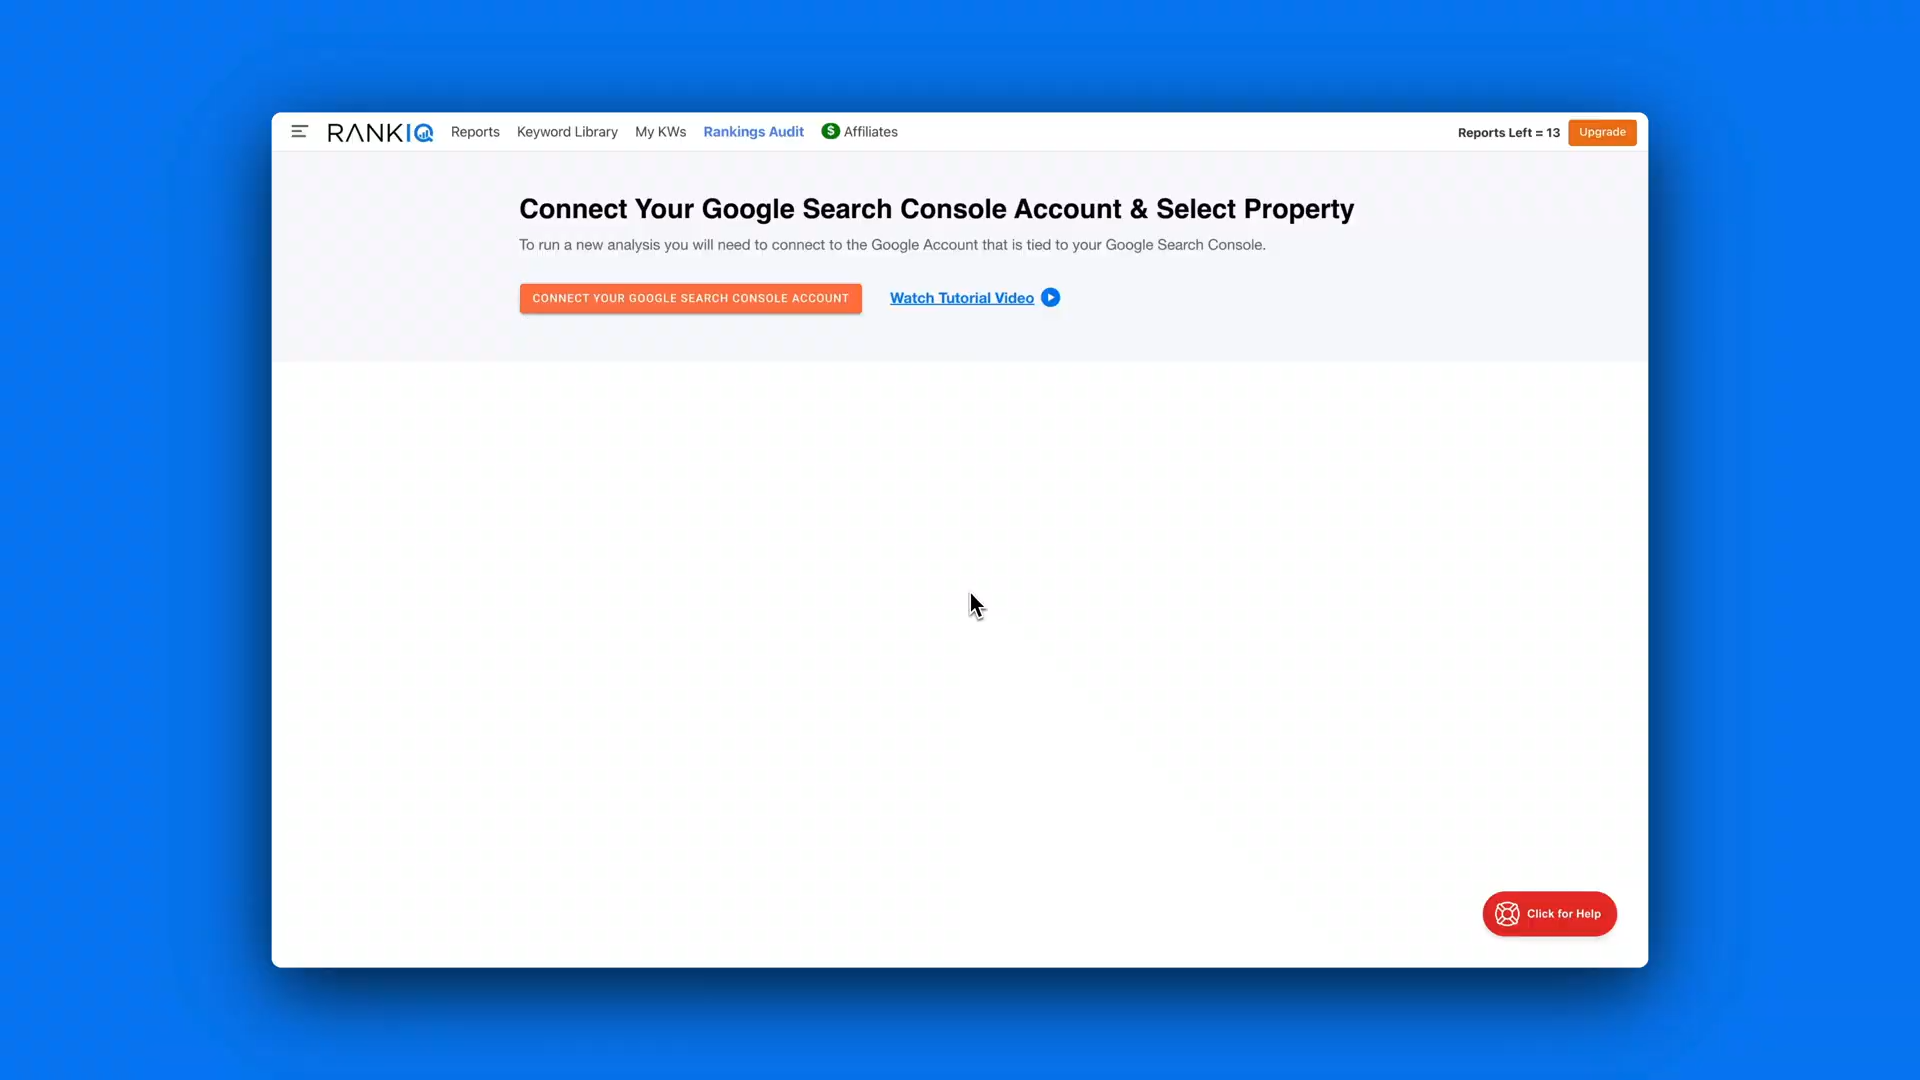 RANKIQ Reports Keyword Library My KWs Rankings Audit $ Affiliates Reports Left = 13 Upgrade
Connect Your Google Search Console Account & Select Property
To run a new analysis you will need to connect to the Google Account that is tied to your Google Search Console.
CONNECT YOUR GOOGLE SEARCH CONSOLE ACCOUNT Watch Tutorial Video
Click for Help